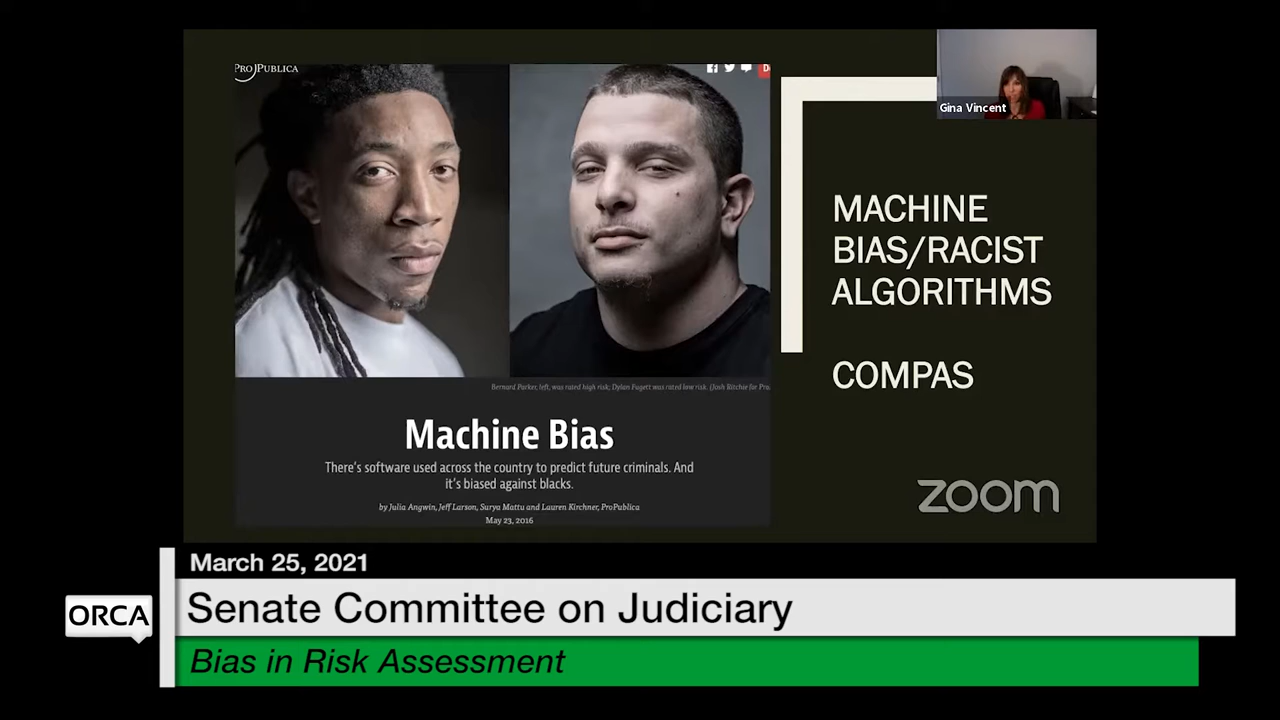 PROPUBLICA
Gina Vincent
MACHINE
BIAS/RACIST
ALGORITHMS
COMPAS
Bernard Parker, left, was rated high risk; Dylan Fugett was rated low risk. (Josh Ritchie for Pro
Machine Bias
There's software used across the country to predict future criminals. And
it's biased against blacks.
by Julia Angwin, Jeff Larson, Surya Mattu and Lauren Kirchner, ProPublica
May 23, 2016
zoom
March 25, 2021
ORCA
Senate Committee on Judiciary
Bias in Risk Assessment